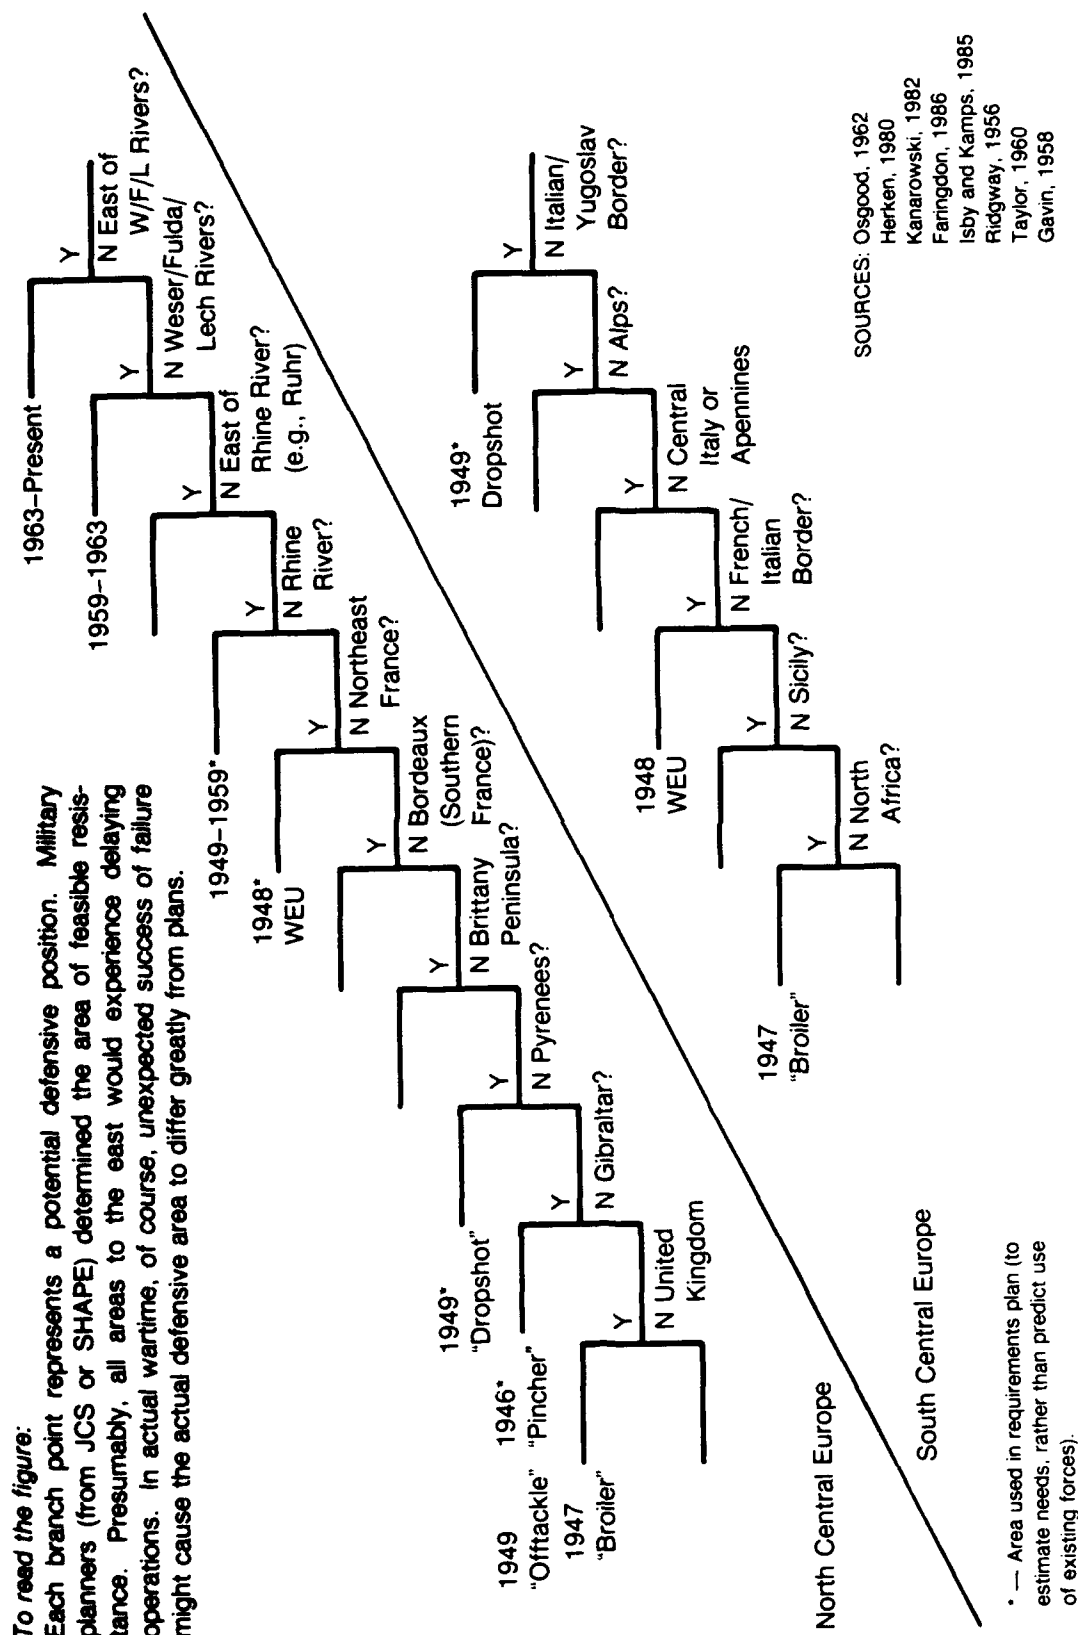 To read the figure:
Each branch point represents a potential defensive position. Military
planners (from JCS or SHAPE) determined the area of feasible resis-
tance. Presumably, all areas to the east would experience delaying
operations. In actual wartime, of course, unexpected success of failure
might cause the actual defensive area to differ greatly from plans.
1963–Present
Y
N East of
W/F/L Rivers?
1959–1963
Y
N Weser/Fulda/
Lech Rivers?
Y
N East of
Rhine River?
(e.g., Ruhr)
1949–1959*
Y
N Rhine
River?
1948*
WEU
Y
N Northeast
France?
Y
N Bordeaux
(Southern
France)?
Y
N Brittany
Peninsula?
1949*
"Dropshot"
Y
N Pyrenees?
1949
"Offtackle"
1946*
"Pincher"
Y
N Gibraltar?
1947
"Broiler"
Y
N United
Kingdom
North Central Europe
South Central Europe
1949*
Dropshot
Y
N Italian/
Yugoslav
Border?
Y
N Alps?
Y
N Central
Italy or
Apennines
1948
WEU
Y
N French/
Italian
Border?
Y
N Sicily?
1947
"Broiler"
Y
N North
Africa?
* — Area used in requirements plan (to
estimate needs, rather than predict use
of existing forces).
SOURCES: Osgood, 1962
Herken, 1980
Kanarowski, 1982
Faringdon, 1986
Isby and Kamps, 1985
Ridgway, 1956
Taylor, 1960
Gavin, 1958